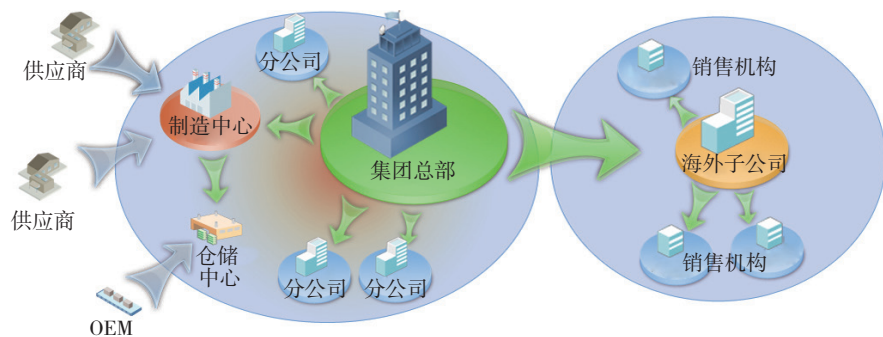 供应商
分公司
销售机构
制造中心
集团总部
海外子公司
供应商
仓储
中心
分公司
分公司
销售机构
OEM